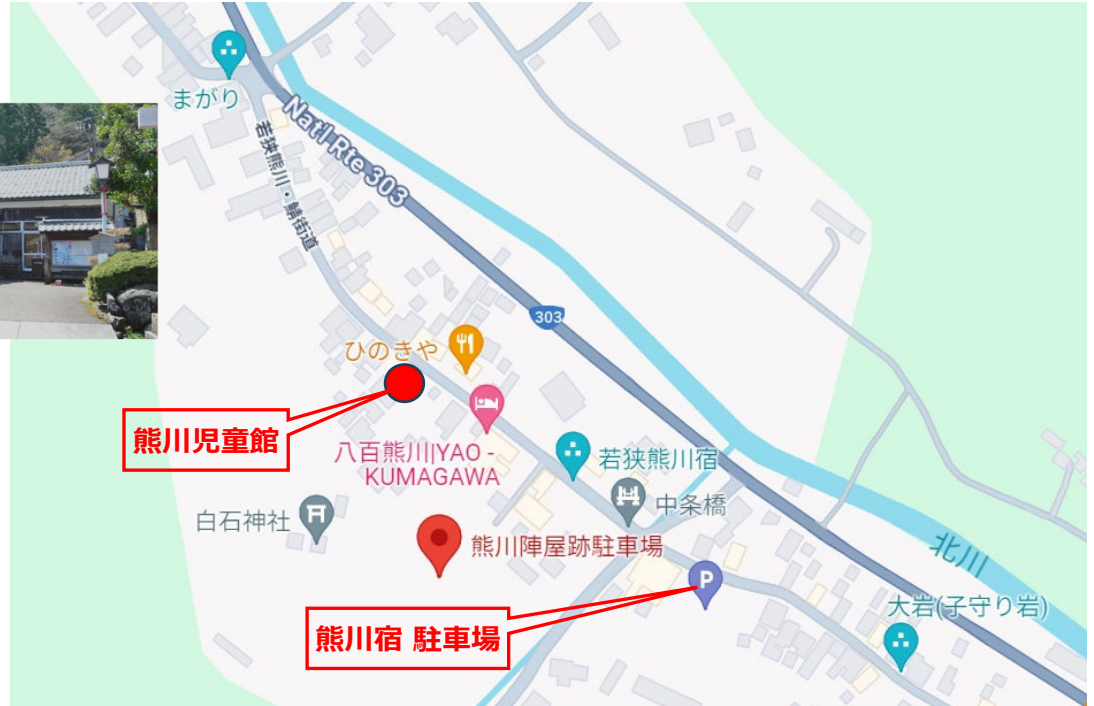 まがり
若狭熊川・鯖街道
Nat'l Rte 303
303
ひのきや
熊川児童館
八百熊川|YAO -
KUMAGAWA
若狭熊川宿
中条橋
白石神社
熊川陣屋跡駐車場
北川
P
大岩(子守り岩)
熊川宿 駐車場